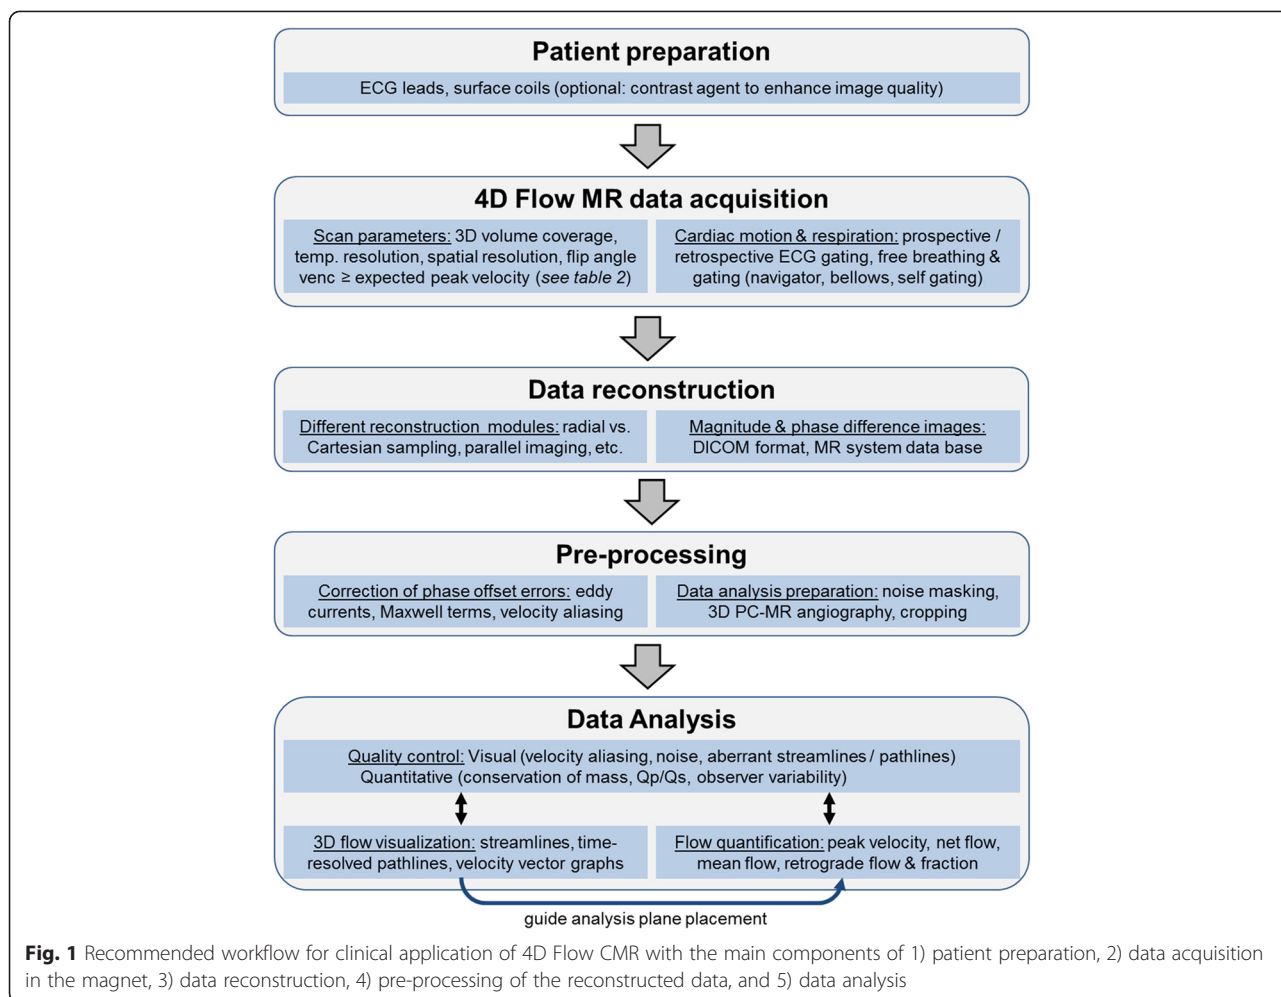 Patient preparation
ECG leads, surface coils (optional: contrast agent to enhance image quality)
4D Flow MR data acquisition
Scan parameters: 3D volume coverage,
temp. resolution, spatial resolution, flip angle
venc ≥ expected peak velocity (see table 2)
Cardiac motion & respiration: prospective /
retrospective ECG gating, free breathing &
gating (navigator, bellows, self gating)
Data reconstruction
Different reconstruction modules: radial vs.
Cartesian sampling, parallel imaging, etc.
Magnitude & phase difference images:
DICOM format, MR system data base
Pre-processing
Correction of phase offset errors: eddy
currents, Maxwell terms, velocity aliasing
Data analysis preparation: noise masking,
3D PC-MR angiography, cropping
Data Analysis
Quality control: Visual (velocity aliasing, noise, aberrant streamlines / pathlines)
Quantitative (conservation of mass, Qp/Qs, observer variability)
3D flow visualization: streamlines, time-
resolved pathlines, velocity vector graphs
Flow quantification: peak velocity, net flow,
mean flow, retrograde flow & fraction
guide analysis plane placement
Fig. 1 Recommended workflow for clinical application of 4D Flow CMR with the main components of 1) patient preparation, 2) data acquisition
in the magnet, 3) data reconstruction, 4) pre-processing of the reconstructed data, and 5) data analysis